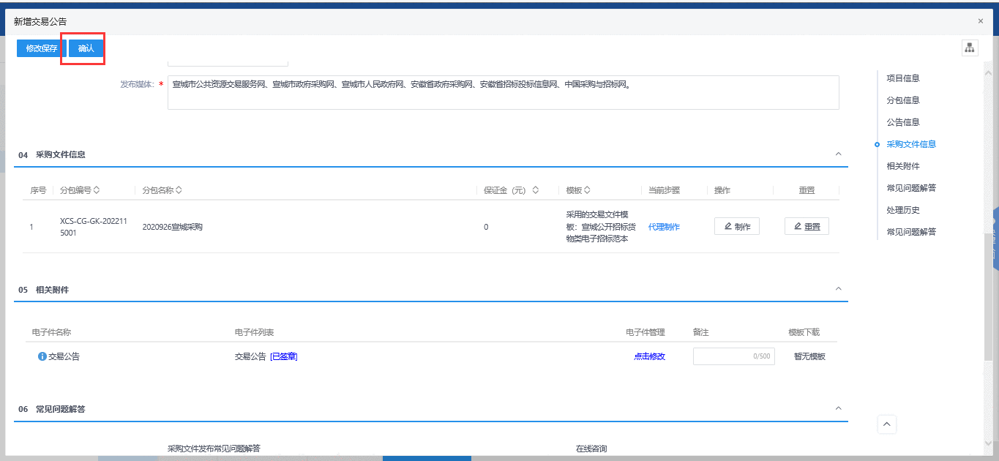 新增交易公告
×
修改保存
确认
发布媒体: *
宣城市公共资源交易服务网、宣城市政府采购网、宣城市人民政府网、安徽省政府采购网、安徽省招标投标信息网、中国采购与招标网。
项目信息
分包信息
公告信息
采购文件信息
相关附件
常见问题解答
处理历史
常见问题解答
04 采购文件信息
序号 分包编号 分包名称 保证金（元） 模板 当前步骤 操作 重置
1 XCS-CG-GK-202211
5001
2020926宣城采购
0
采用的交易文件模
板：宣城公开招标货
物类电子招标范本
代理制作
制作
重置
05 相关附件
电子件名称 电子件列表 电子件管理 备注 模板下载
交易公告 交易公告 [已签章] 点击修改 0/500 暂无模板
06 常见问题解答
采购文件发布常见问题解答 在线咨询